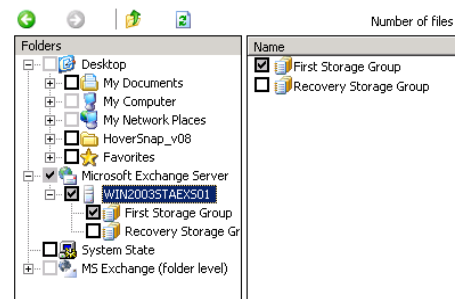 Number of files
Folders
Name
Desktop
My Documents
My Computer
My Network Places
HoverSnap_v08
Favorites
Microsoft Exchange Server
WIN2003STAEXS01
First Storage Group
Recovery Storage Gr
System State
MS Exchange (folder level)
First Storage Group
Recovery Storage Group